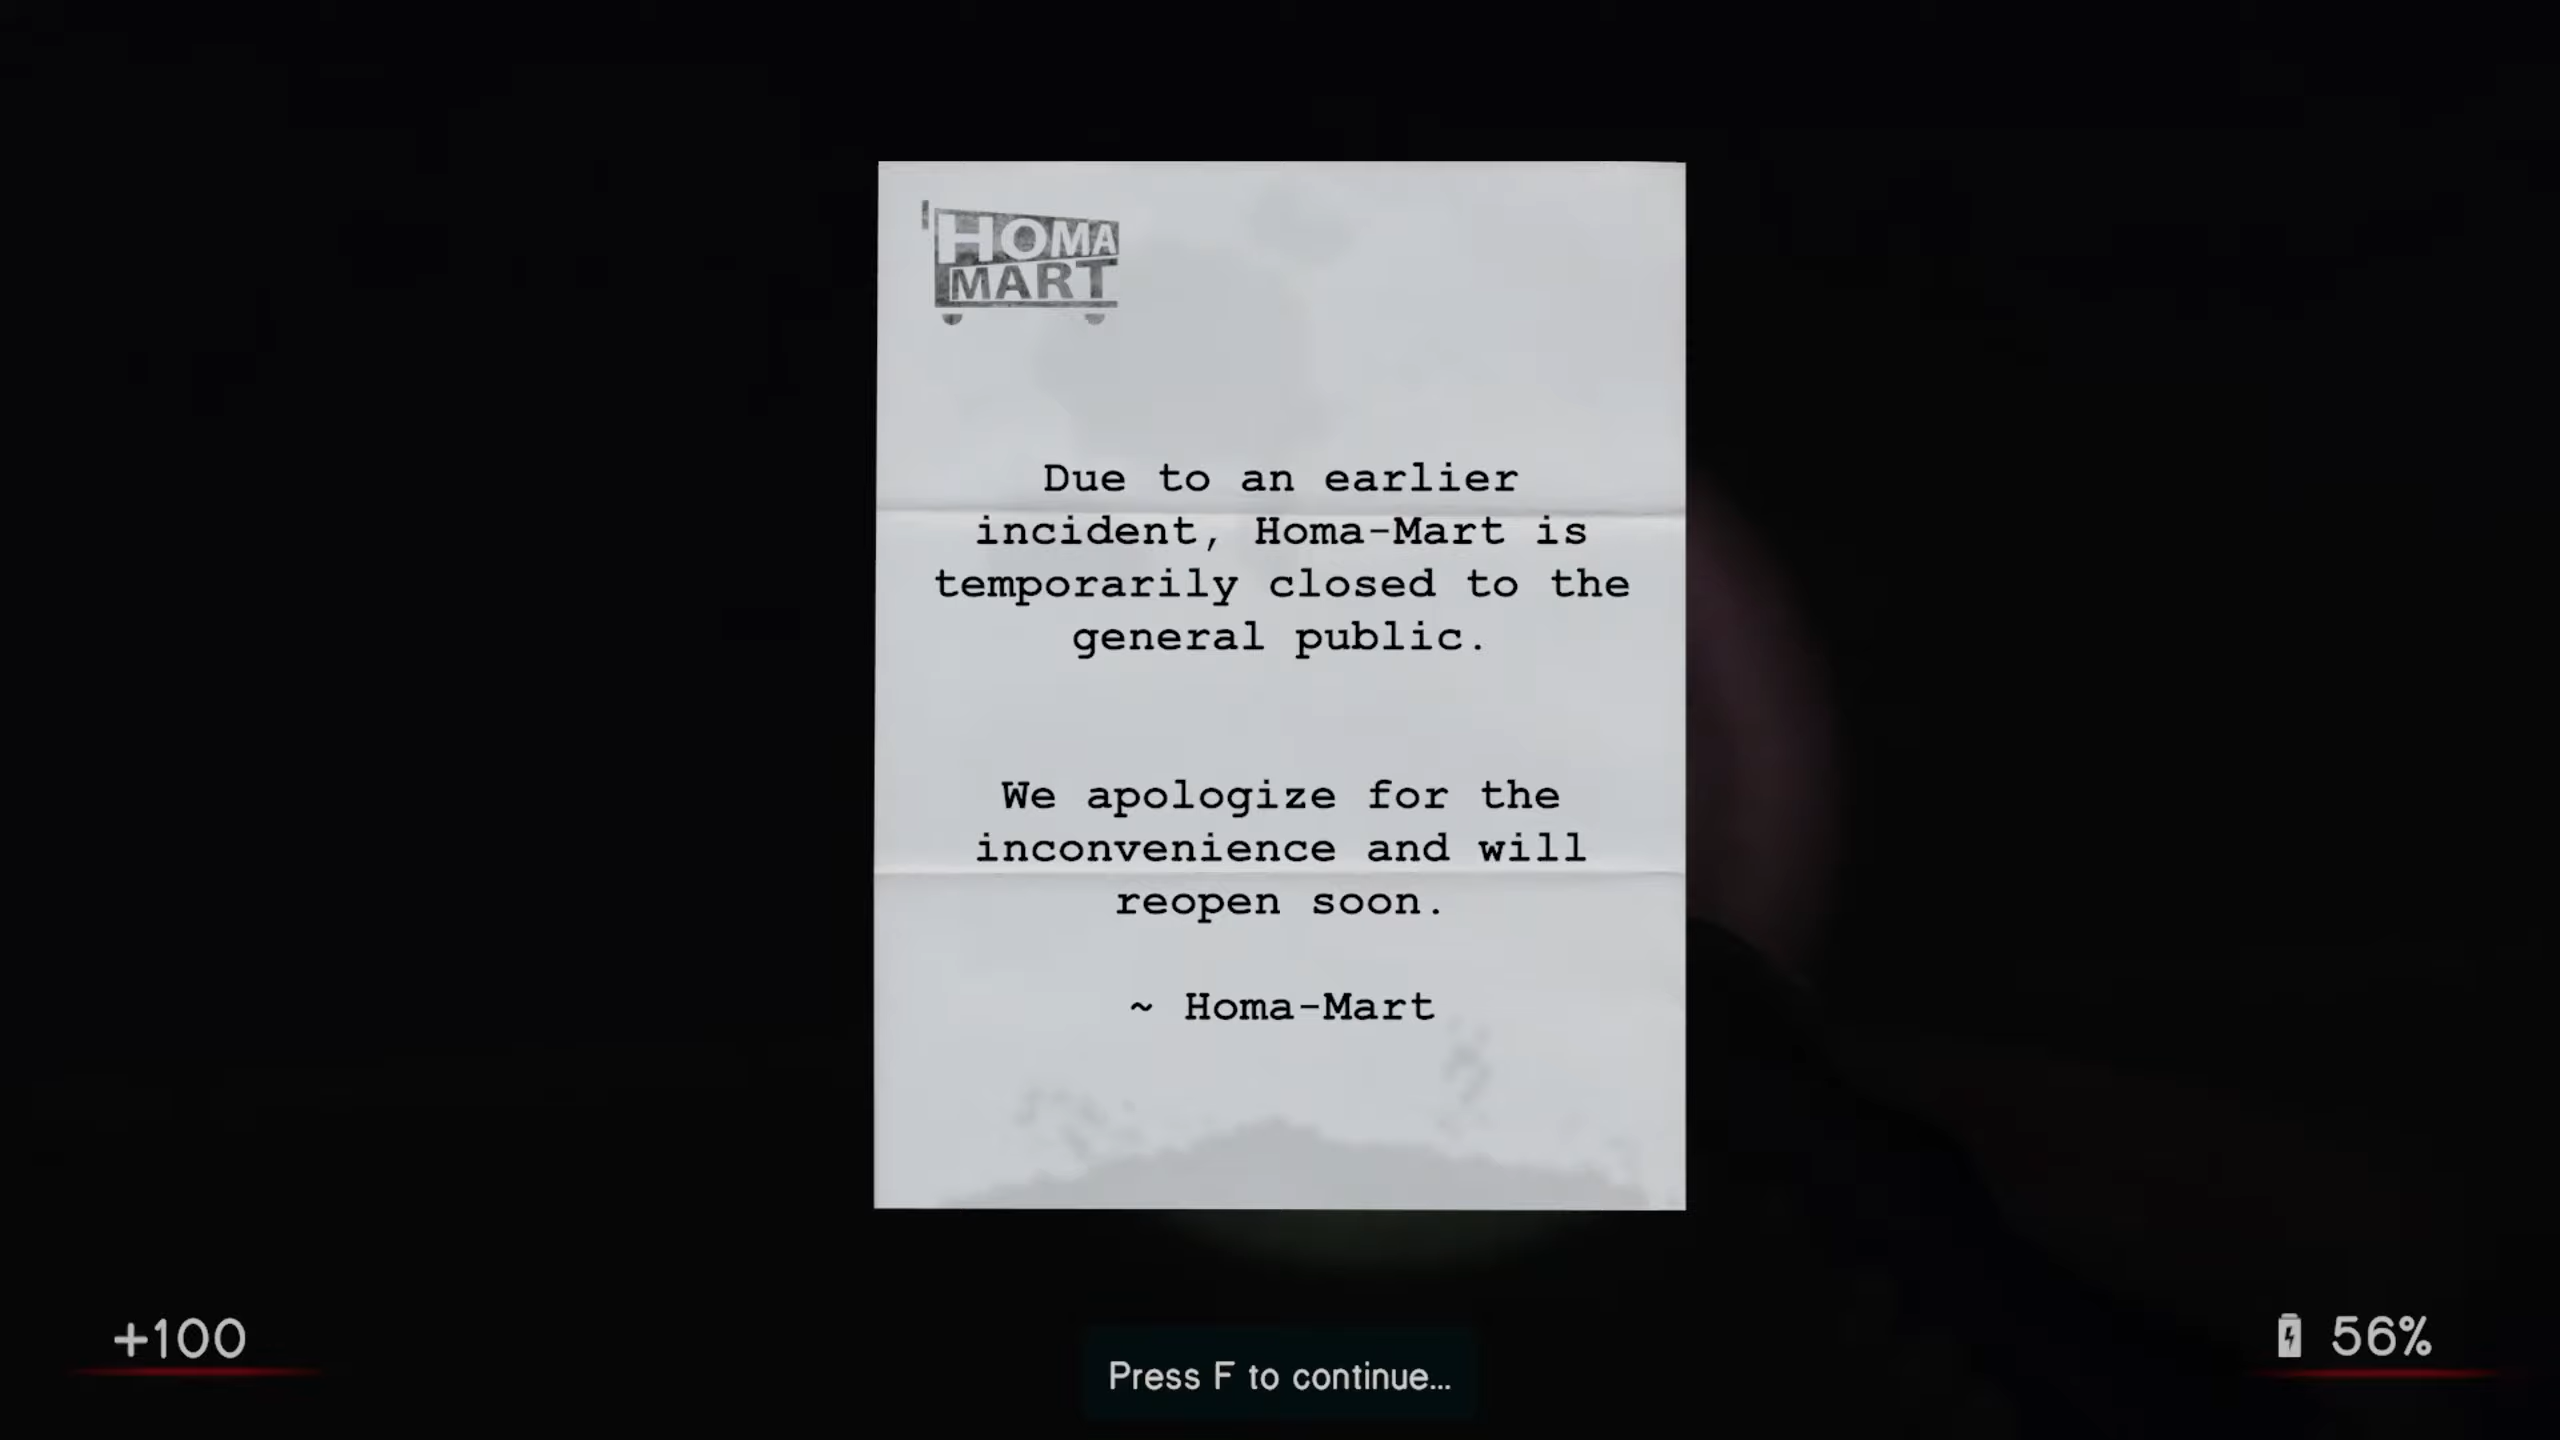 HOMA
MART
Due to an earlier
incident, Homa-Mart is
temporarily closed to the
general public.
We apologize for the
inconvenience and will
reopen soon.
~ Homa-Mart
+100
56%
Press F to continue...